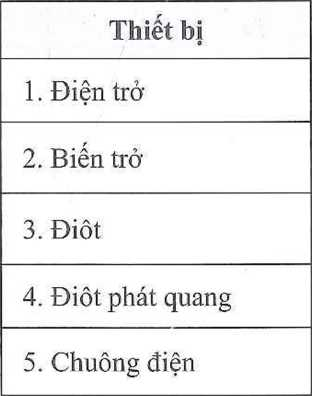 Thiết bị
1. Điện trở
2. Biến trở
3. Điôt
4. Điôt phát quang
5. Chuông điện